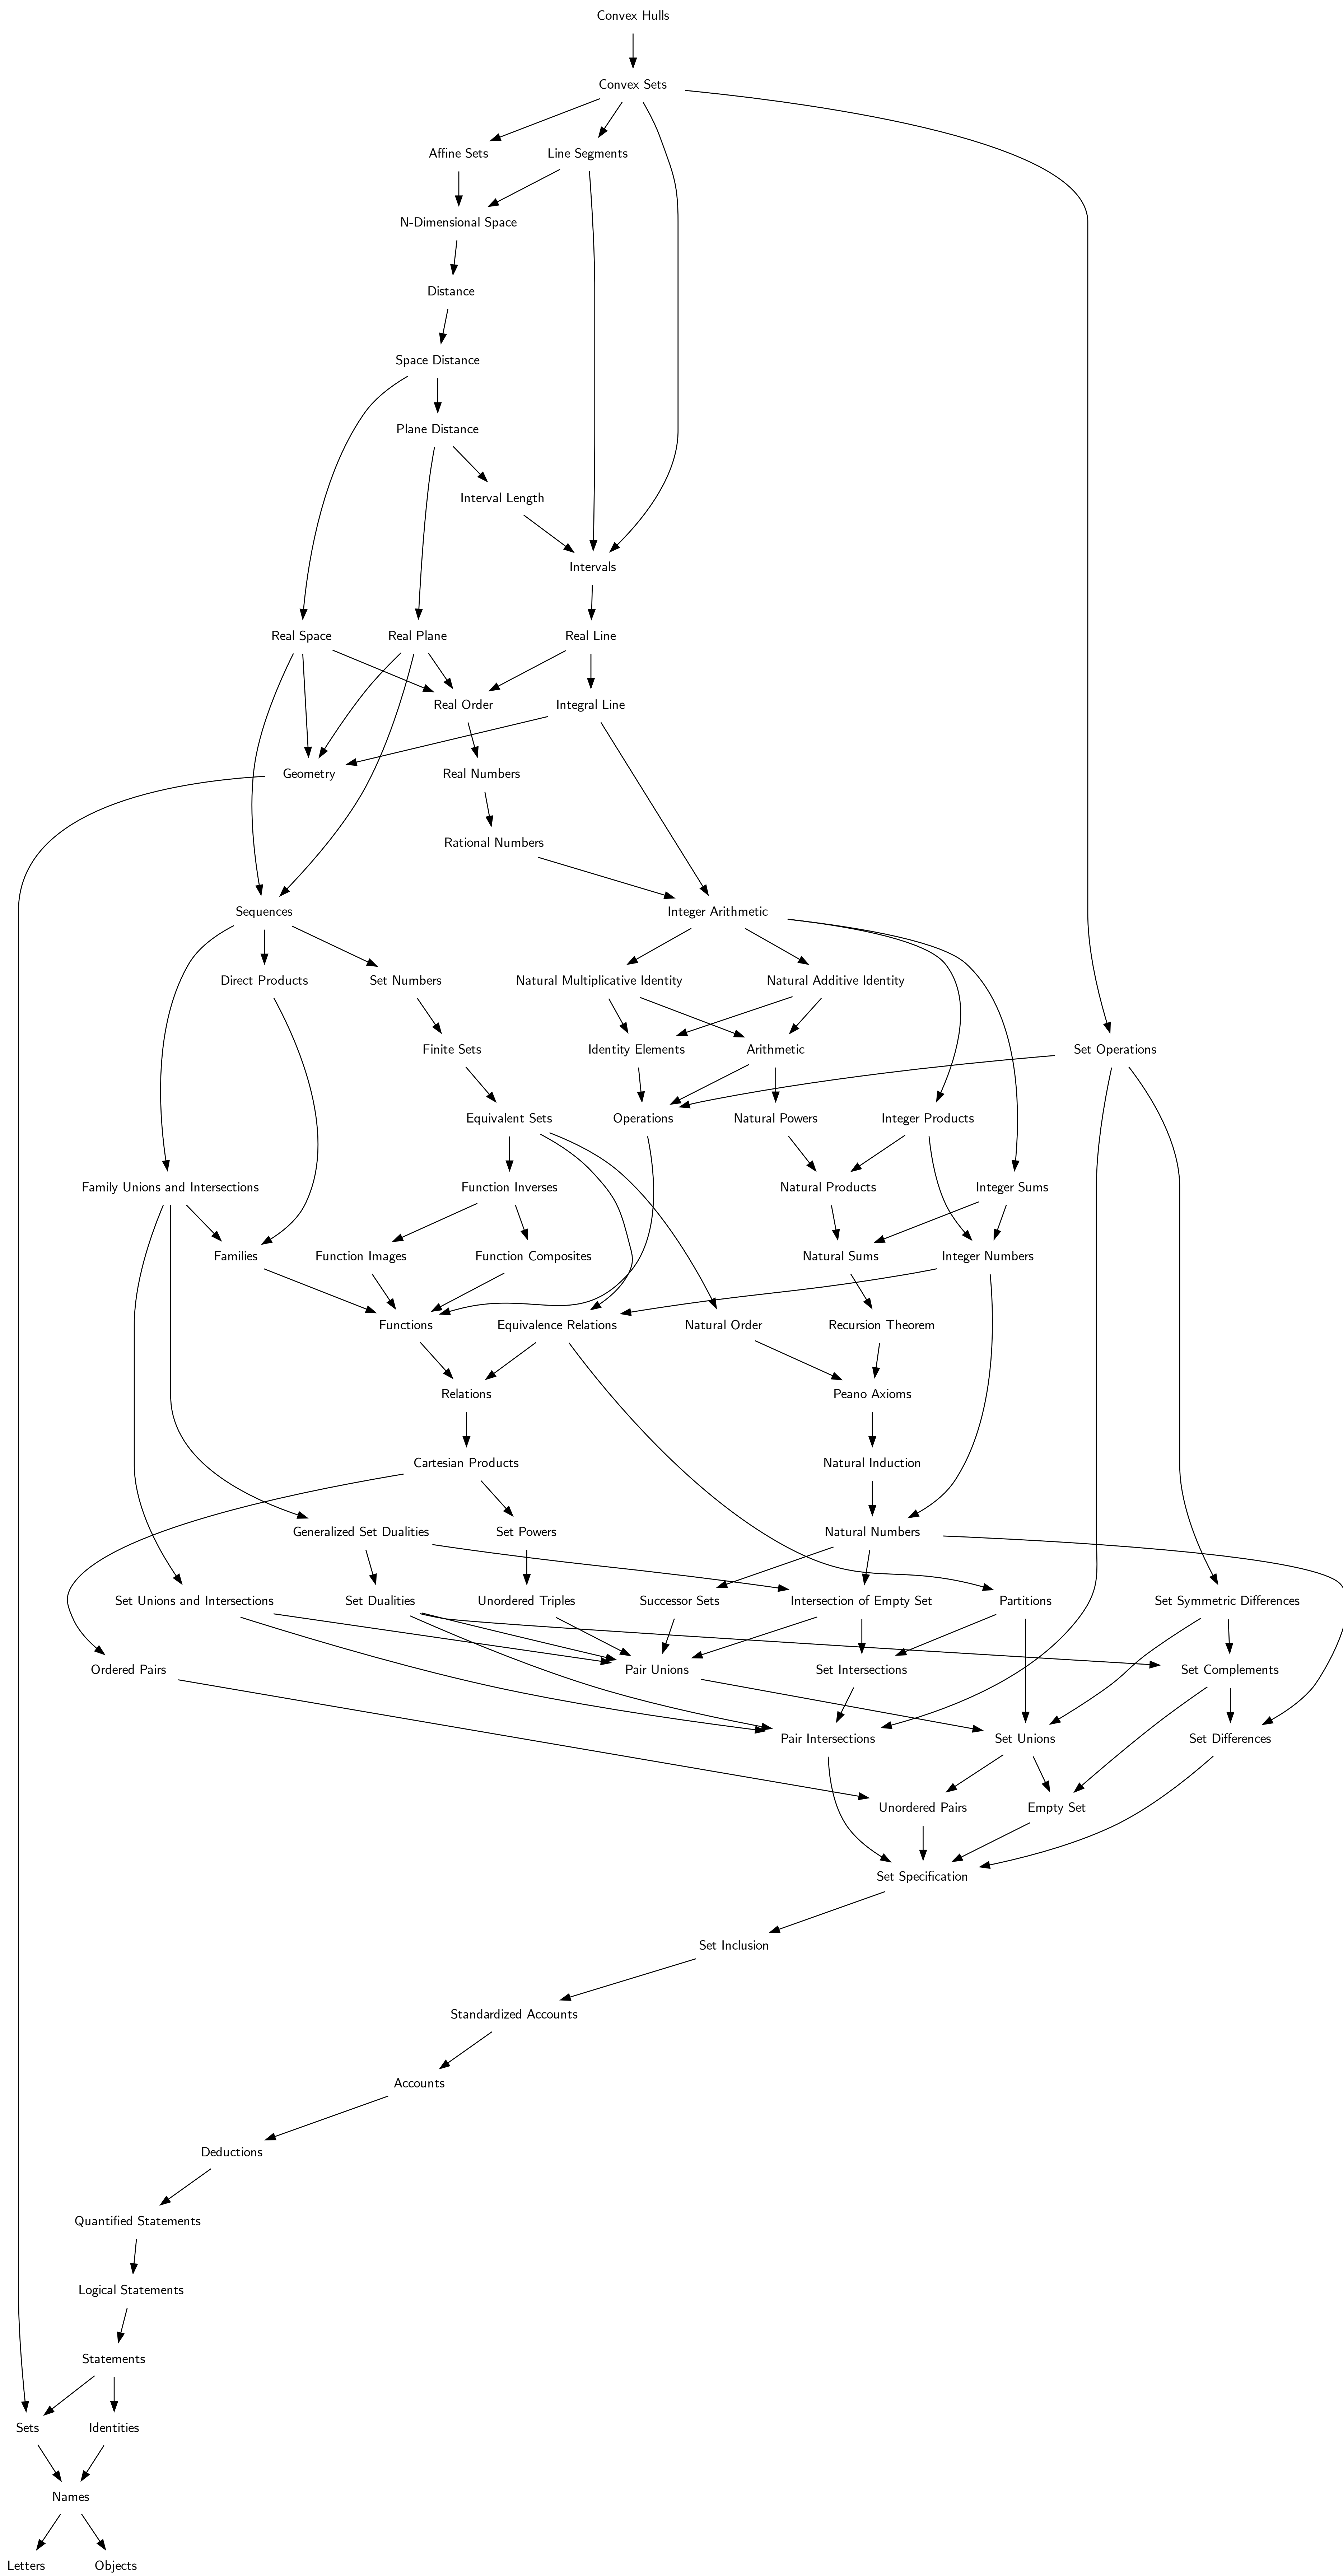 Convex Hulls
Convex Sets
Affine Sets
Line Segments
N-Dimensional Space
Distance
Space Distance
Plane Distance
Interval Length
Intervals
Real Space
Real Plane
Real Line
Real Order
Integral Line
Geometry
Real Numbers
Rational Numbers
Sequences
Integer Arithmetic
Direct Products
Set Numbers
Natural Multiplicative Identity
Natural Additive Identity
Finite Sets
Identity Elements
Arithmetic
Set Operations
Equivalent Sets
Operations
Natural Powers
Integer Products
Family Unions and Intersections
Function Inverses
Natural Products
Integer Sums
Families
Function Images
Function Composites
Natural Sums
Integer Numbers
Functions
Equivalence Relations
Natural Order
Recursion Theorem
Relations
Peano Axioms
Cartesian Products
Natural Induction
Generalized Set Dualities
Set Powers
Natural Numbers
Set Unions and Intersections
Set Dualities
Unordered Triples
Successor Sets
Intersection of Empty Set
Partitions
Set Symmetric Differences
Ordered Pairs
Pair Unions
Set Intersections
Set Complements
Pair Intersections
Set Unions
Set Differences
Unordered Pairs
Empty Set
Set Specification
Set Inclusion
Standardized Accounts
Accounts
Deductions
Quantified Statements
Logical Statements
Statements
Sets
Identities
Names
Letters
Objects